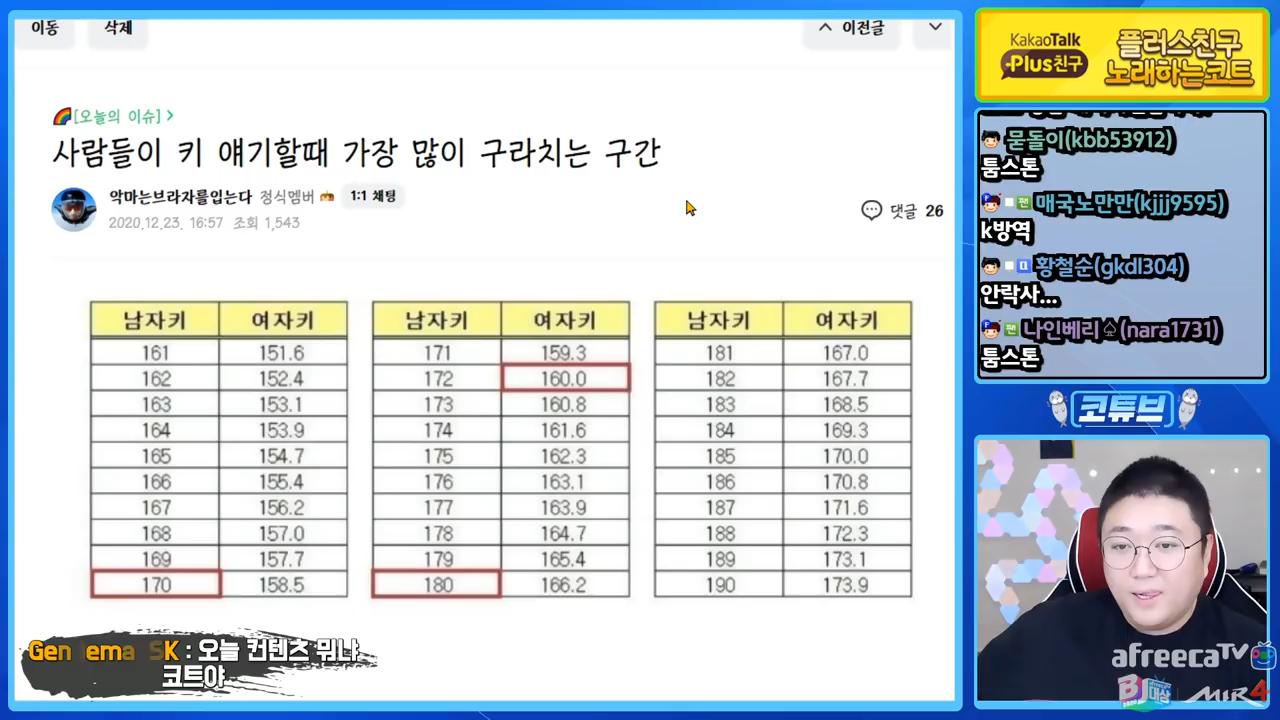 이동
삭제
이전글
[오늘의 이슈] >
사람들이 키 얘기할때 가장 많이 구라치는 구간
악마는브라자를입는다 정식멤버 1:1 채팅
2020.12.23. 16:57 조회 1,543
댓글 26
남자키 여자키
161 151.6
162 152.4
163 153.1
164 153.9
165 154.7
166 155.4
167 156.2
168 157.0
169 157.7
170 158.5
남자키 여자키
171 159.3
172 160.0
173 160.8
174 161.6
175 162.3
176 163.1
177 163.9
178 164.7
179 165.4
180 166.2
남자키 여자키
181 167.0
182 167.7
183 168.5
184 169.3
185 170.0
186 170.8
187 171.6
188 172.3
189 173.1
190 173.9
Gen ema SK : 오늘 컨텐츠 뭐냐
코트야
KakaoTalk
Plus친구
플러스친구
노래하는코트
묻돌이(kbb53912)
툼스톤
팬 매국노만만(kjjj9595)
k방역
황철순(gkdl304)
안락사...
팬 나인베리♤(nara1731)
툼스톤
코튜브
afreecaTV
afreecaTV
BJ대상
MIR4